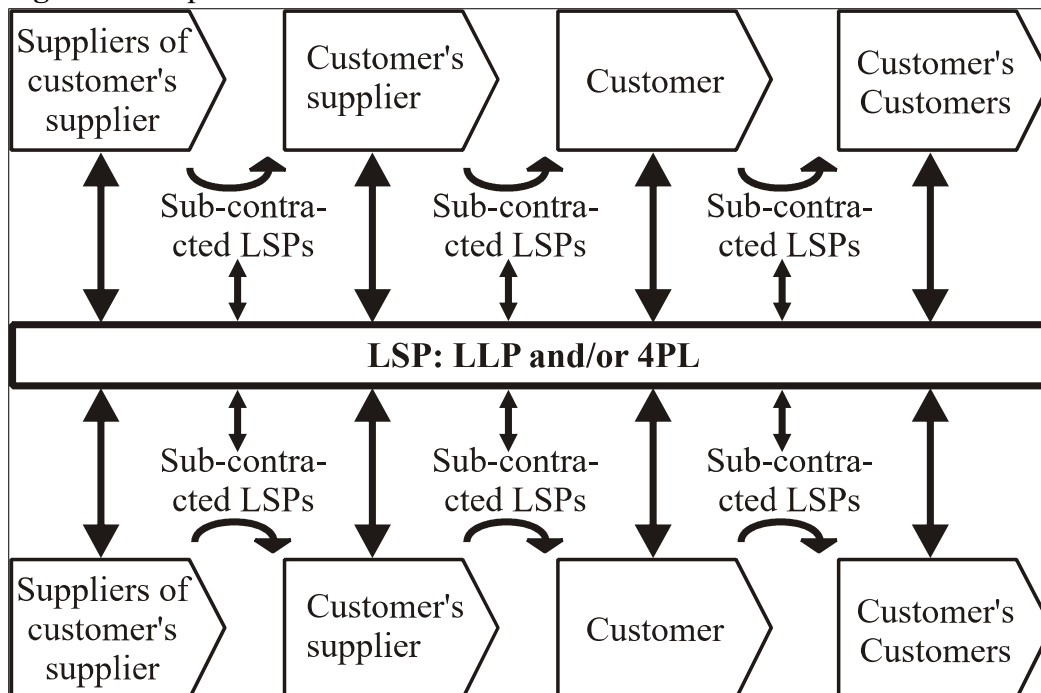 Suppliers of
customer's
supplier
Customer's
supplier
Customer
Customer's
Customers
Sub-contra-
cted LSPs
Sub-contra-
cted LSPs
Sub-contra-
cted LSPs
LSP: LLP and/or 4PL
Sub-contra-
cted LSPs
Sub-contra-
cted LSPs
Sub-contra-
cted LSPs
Suppliers of
customer's
supplier
Customer's
supplier
Customer
Customer's
Customers